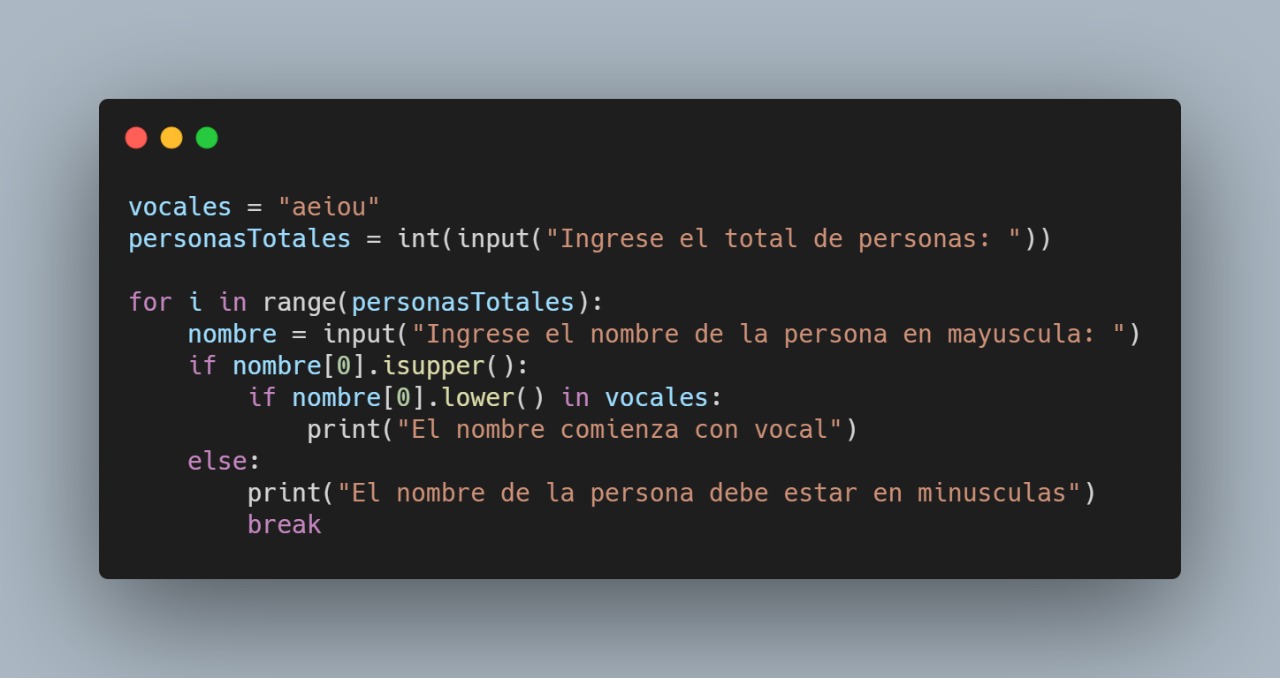 vocales = "aeiou"
personasTotales = int(input("Ingrese el total de personas: "))

for i in range(personasTotales):
    nombre = input("Ingrese el nombre de la persona en mayuscula: ")
    if nombre[0].isupper():
        if nombre[0].lower() in vocales:
            print("El nombre comienza con vocal")
    else:
        print("El nombre de la persona debe estar en minusculas")
        break